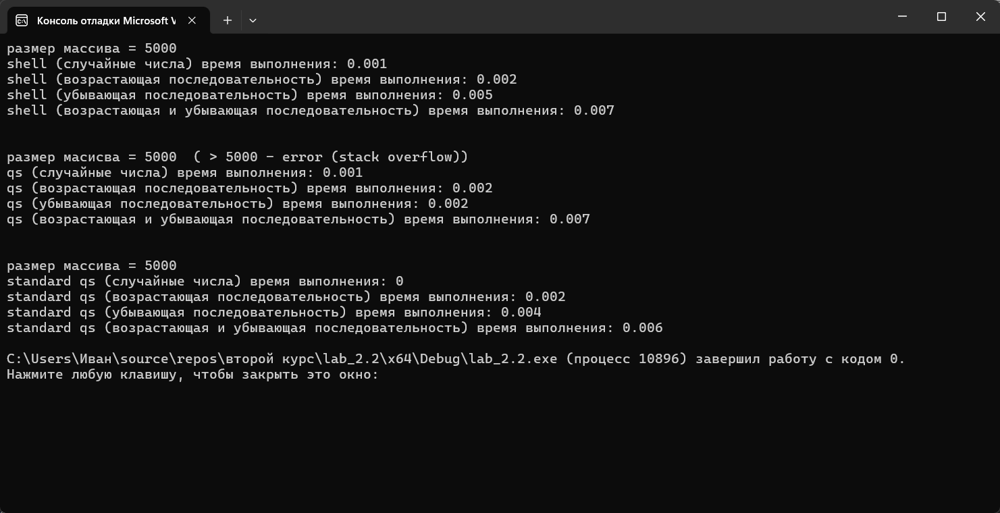 Консоль отладки Microsoft V
размер массива = 5000
shell (случайные числа) время выполнения: 0.001
shell (возрастающая последовательность) время выполнения: 0.002
shell (убывающая последовательность) время выполнения: 0.005
shell (возрастающая и убывающая последовательность) время выполнения: 0.007
размер масисва = 5000  ( > 5000 - error (stack overflow))
qs (случайные числа) время выполнения: 0.001
qs (возрастающая последовательность) время выполнения: 0.002
qs (убывающая последовательность) время выполнения: 0.002
qs (возрастающая и убывающая последовательность) время выполнения: 0.007
размер массива = 5000
standard qs (случайные числа) время выполнения: 0
standard qs (возрастающая последовательность) время выполнения: 0.002
standard qs (убывающая последовательность) время выполнения: 0.004
standard qs (возрастающая и убывающая последовательность) время выполнения: 0.006
C:\Users\Иван\source\repos\второй курс\lab_2.2\x64\Debug\lab_2.2.exe (процесс 10896) завершил работу с кодом 0.
Нажмите любую клавишу, чтобы закрыть это окно: